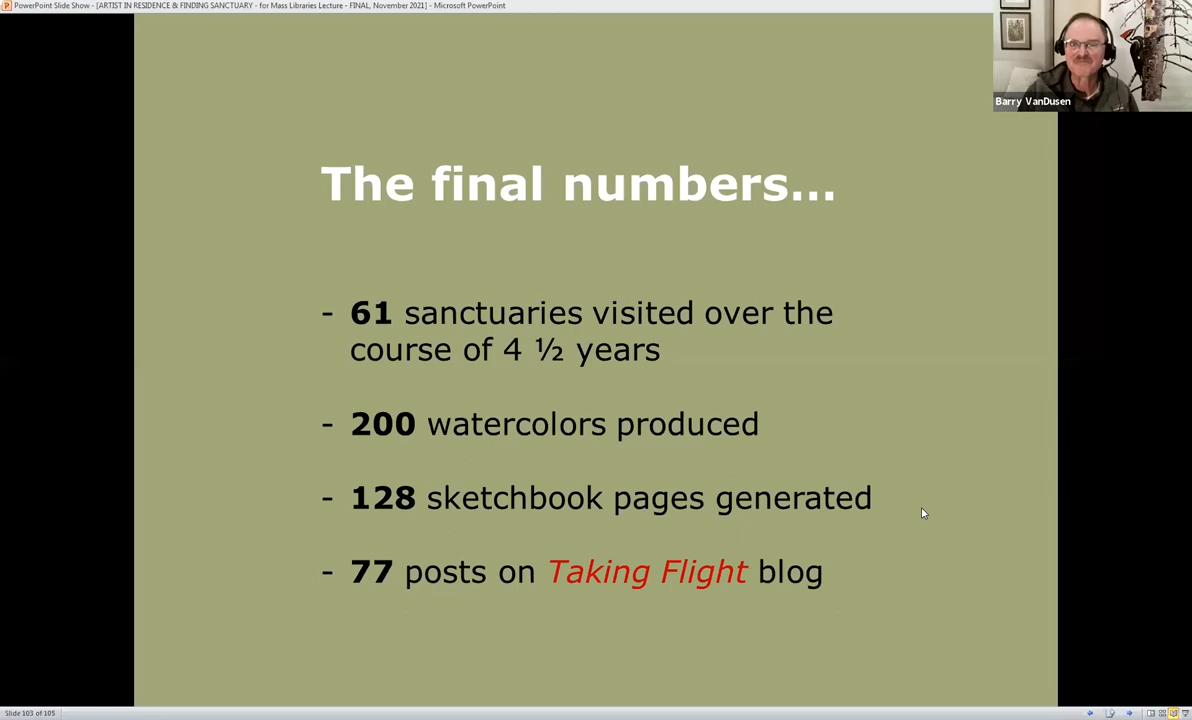 PowerPoint Slide Show - [ARTIST IN RESIDENCE & FINDING SANCTUARY - for Mass Libraries Lecture - FINAL, November 2021] - Microsoft PowerPoint
Barry VanDusen
The final numbers...
- 61 sanctuaries visited over the
course of 4 ½ years
- 200 watercolors produced
- 128 sketchbook pages generated
- 77 posts on Taking Flight blog
Slide 103 of 105